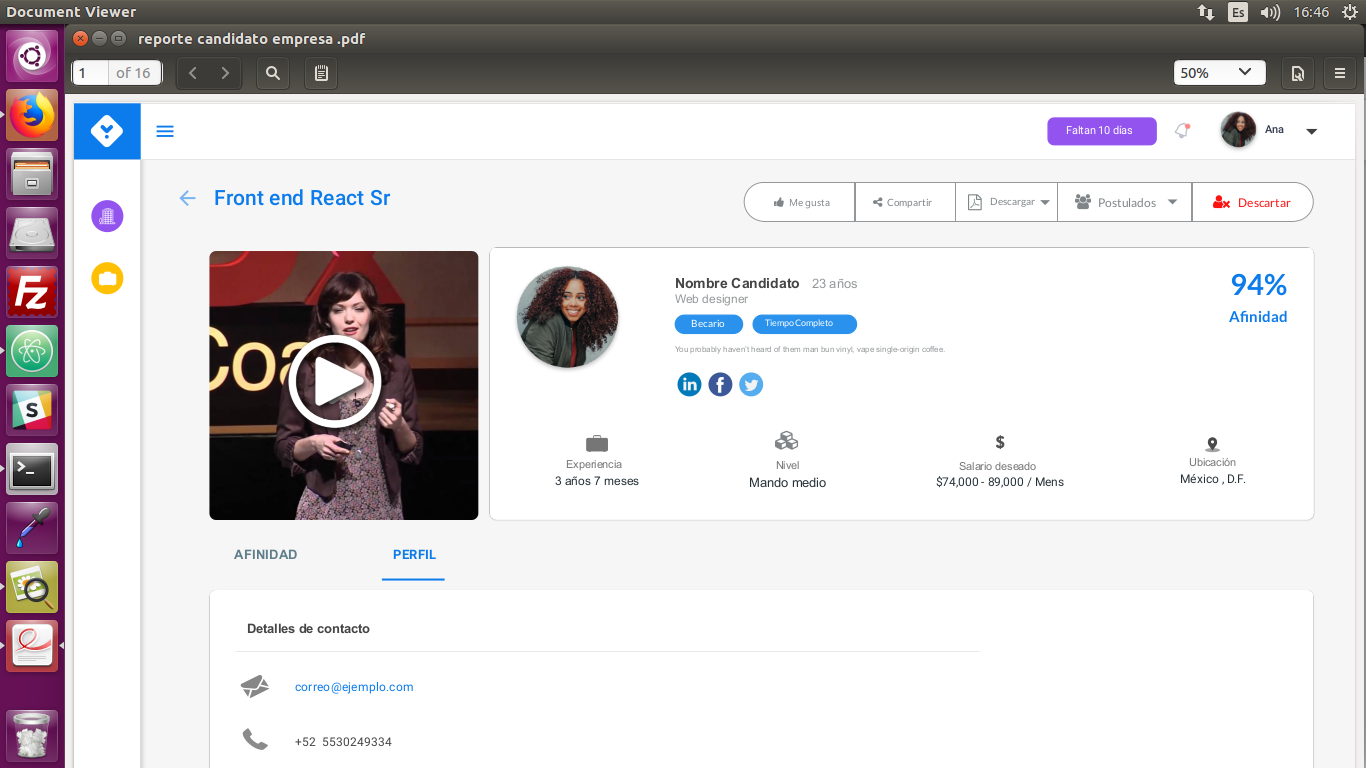 Document Viewer
Es
16:46
reporte candidato empresa .pdf
1 of 16
50%
Faltan 10 días
Ana
Front end React Sr
Me gusta
Compartir
Descargar
Postulados
Descartar
Coa
Nombre Candidato 23 años
94%
Web designer
Afinidad
Becario
Tiempo Completo
You probably haven't heard of them man bun vinyl, vape single-origin coffee.
in f
Experiencia
Nivel
Salario deseado
Ubicación
3 años 7 meses
Mando medio
$74,000 - 89,000 / Mens
México , D.F.
AFINIDAD
PERFIL
Detalles de contacto
correo@ejemplo.com
+52 5530249334